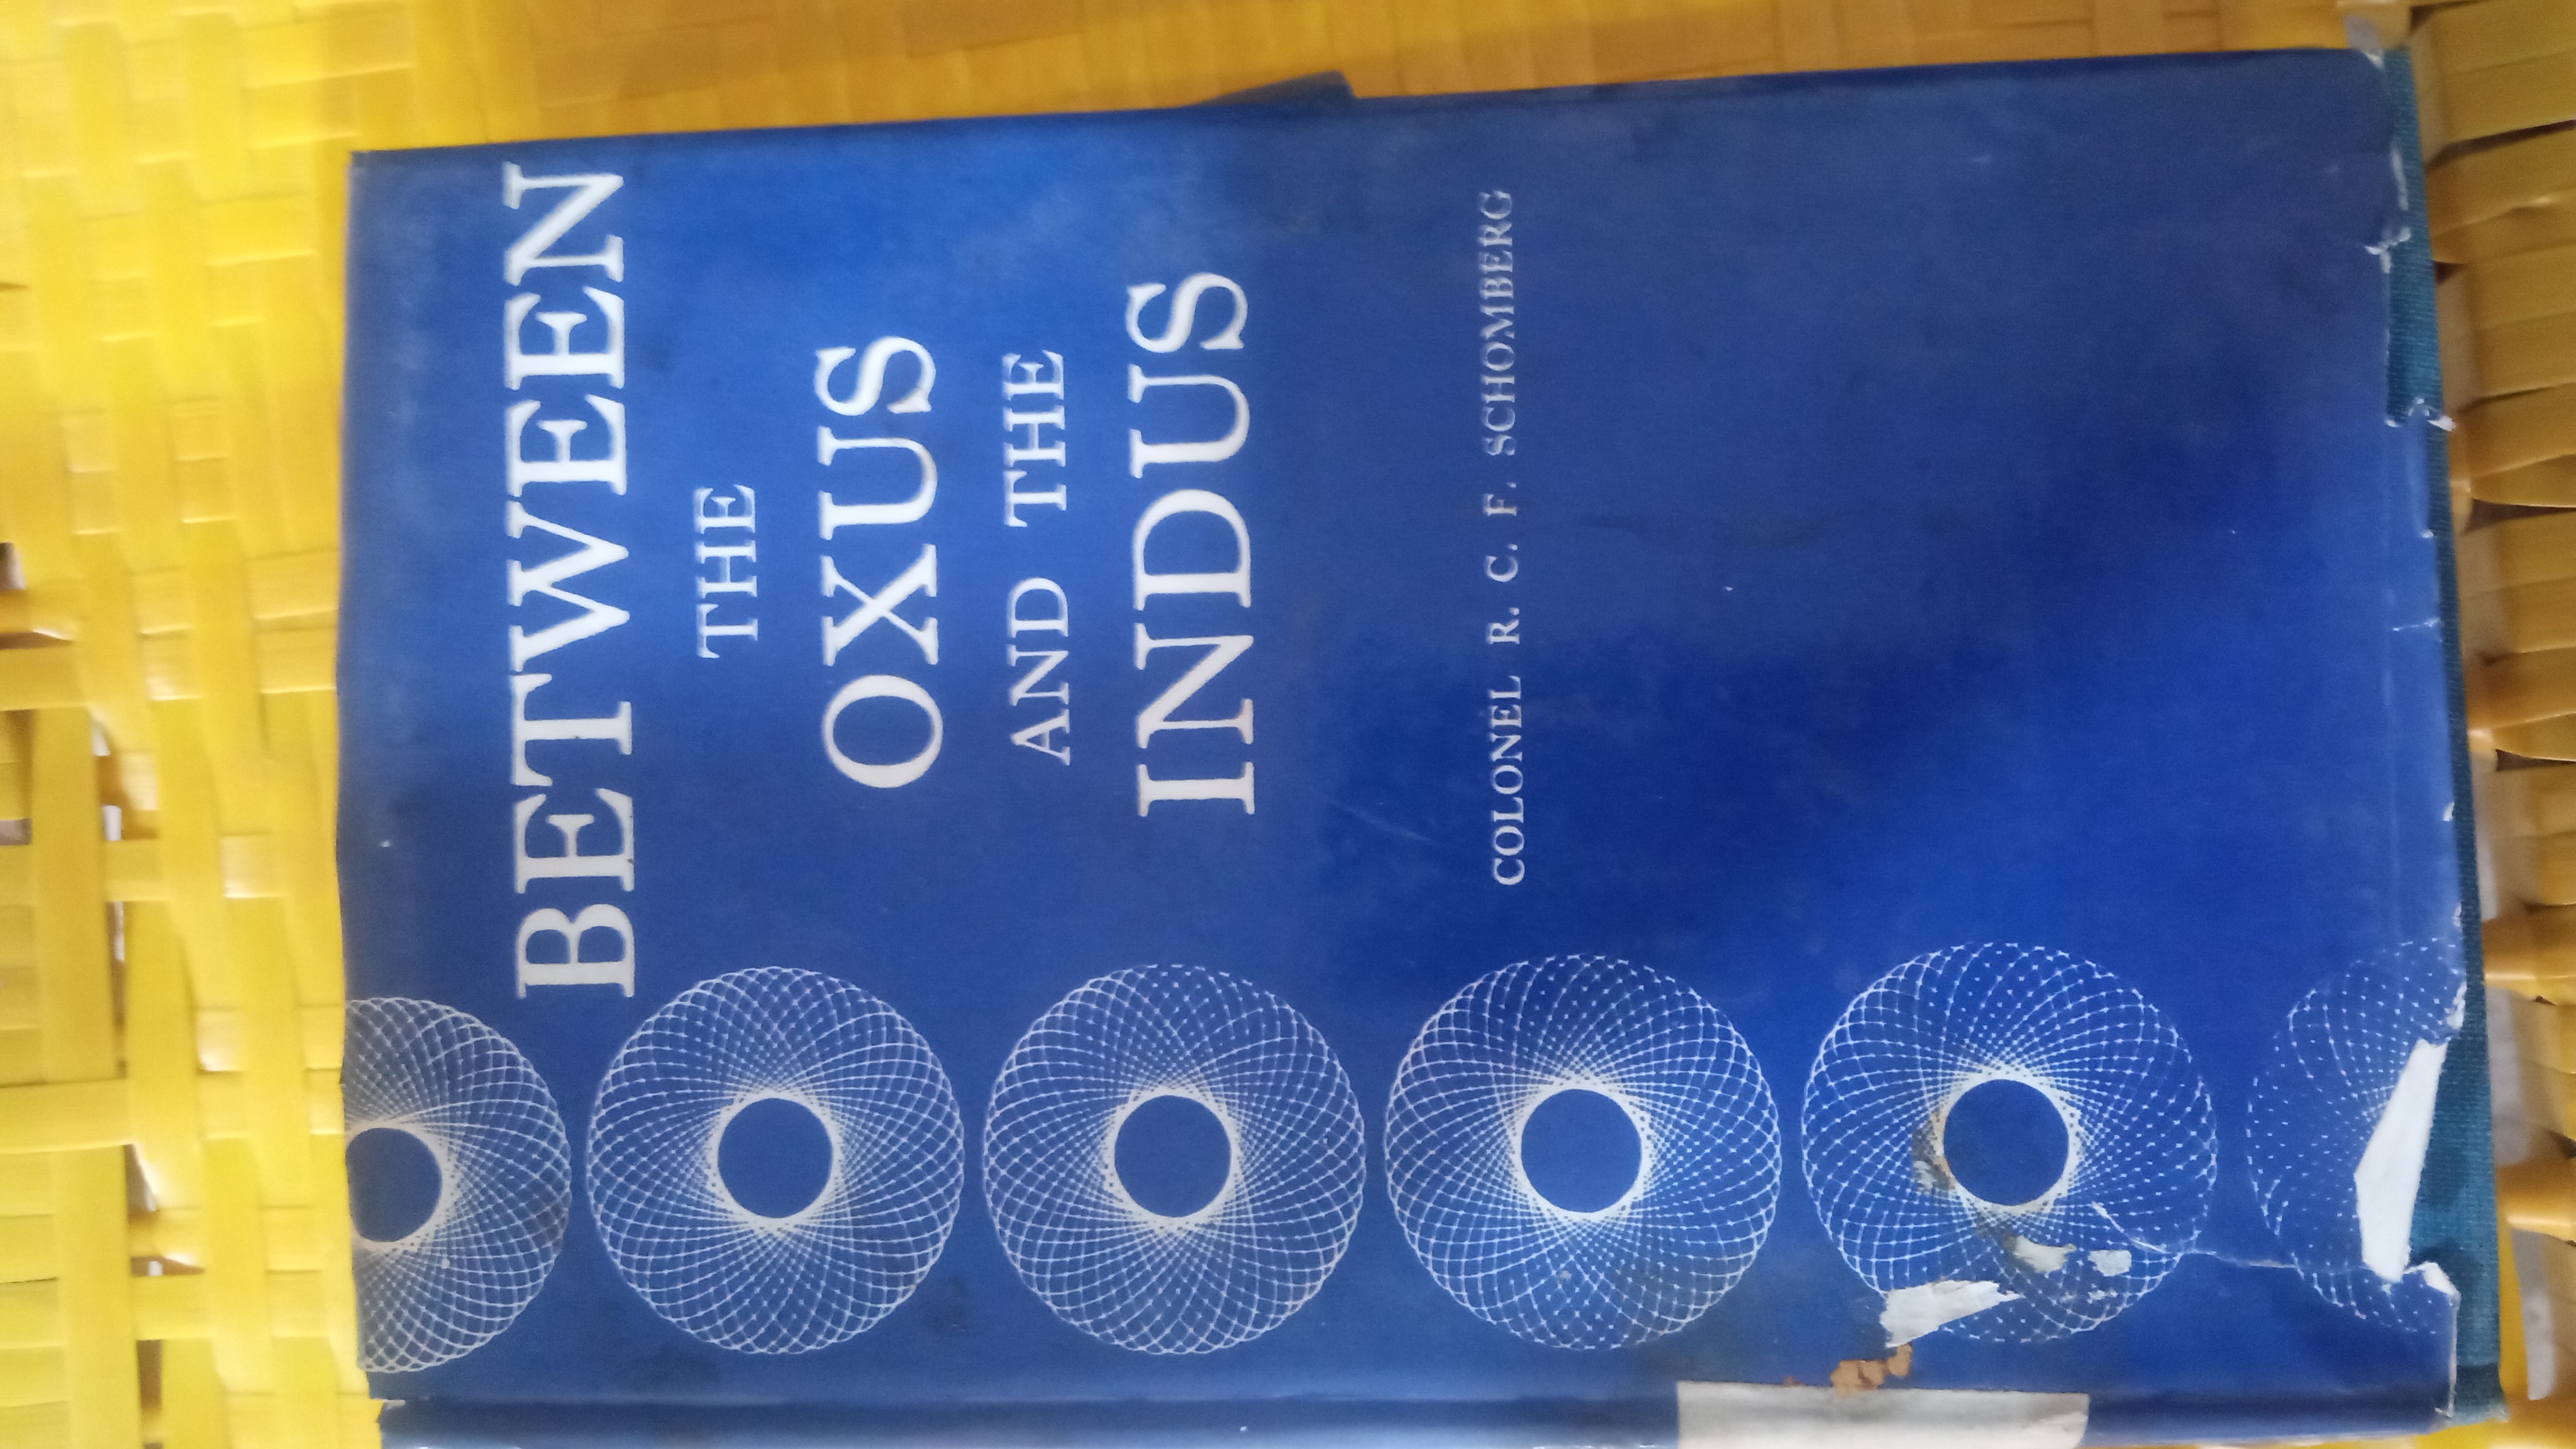 BETWEEN
THE
OXUS
AND THE
INDUS
COLONEL R. C. F. SCHOMBERG